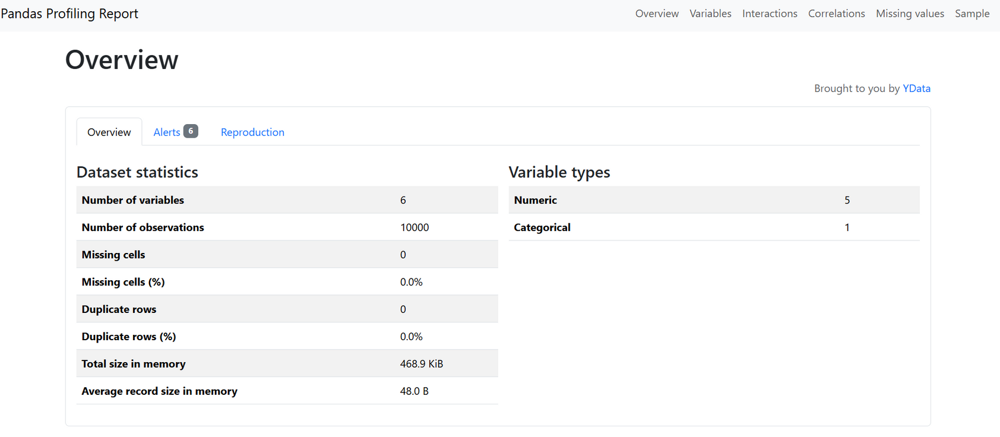 Pandas Profiling Report Overview Variables Interactions Correlations Missing values Sample
Overview
Brought to you by YData
Overview Alerts 6 Reproduction
Dataset statistics
Number of variables 6
Number of observations 10000
Missing cells 0
Missing cells (%) 0.0%
Duplicate rows 0
Duplicate rows (%) 0.0%
Total size in memory 468.9 KiB
Average record size in memory 48.0 B
Variable types
Numeric 5
Categorical 1